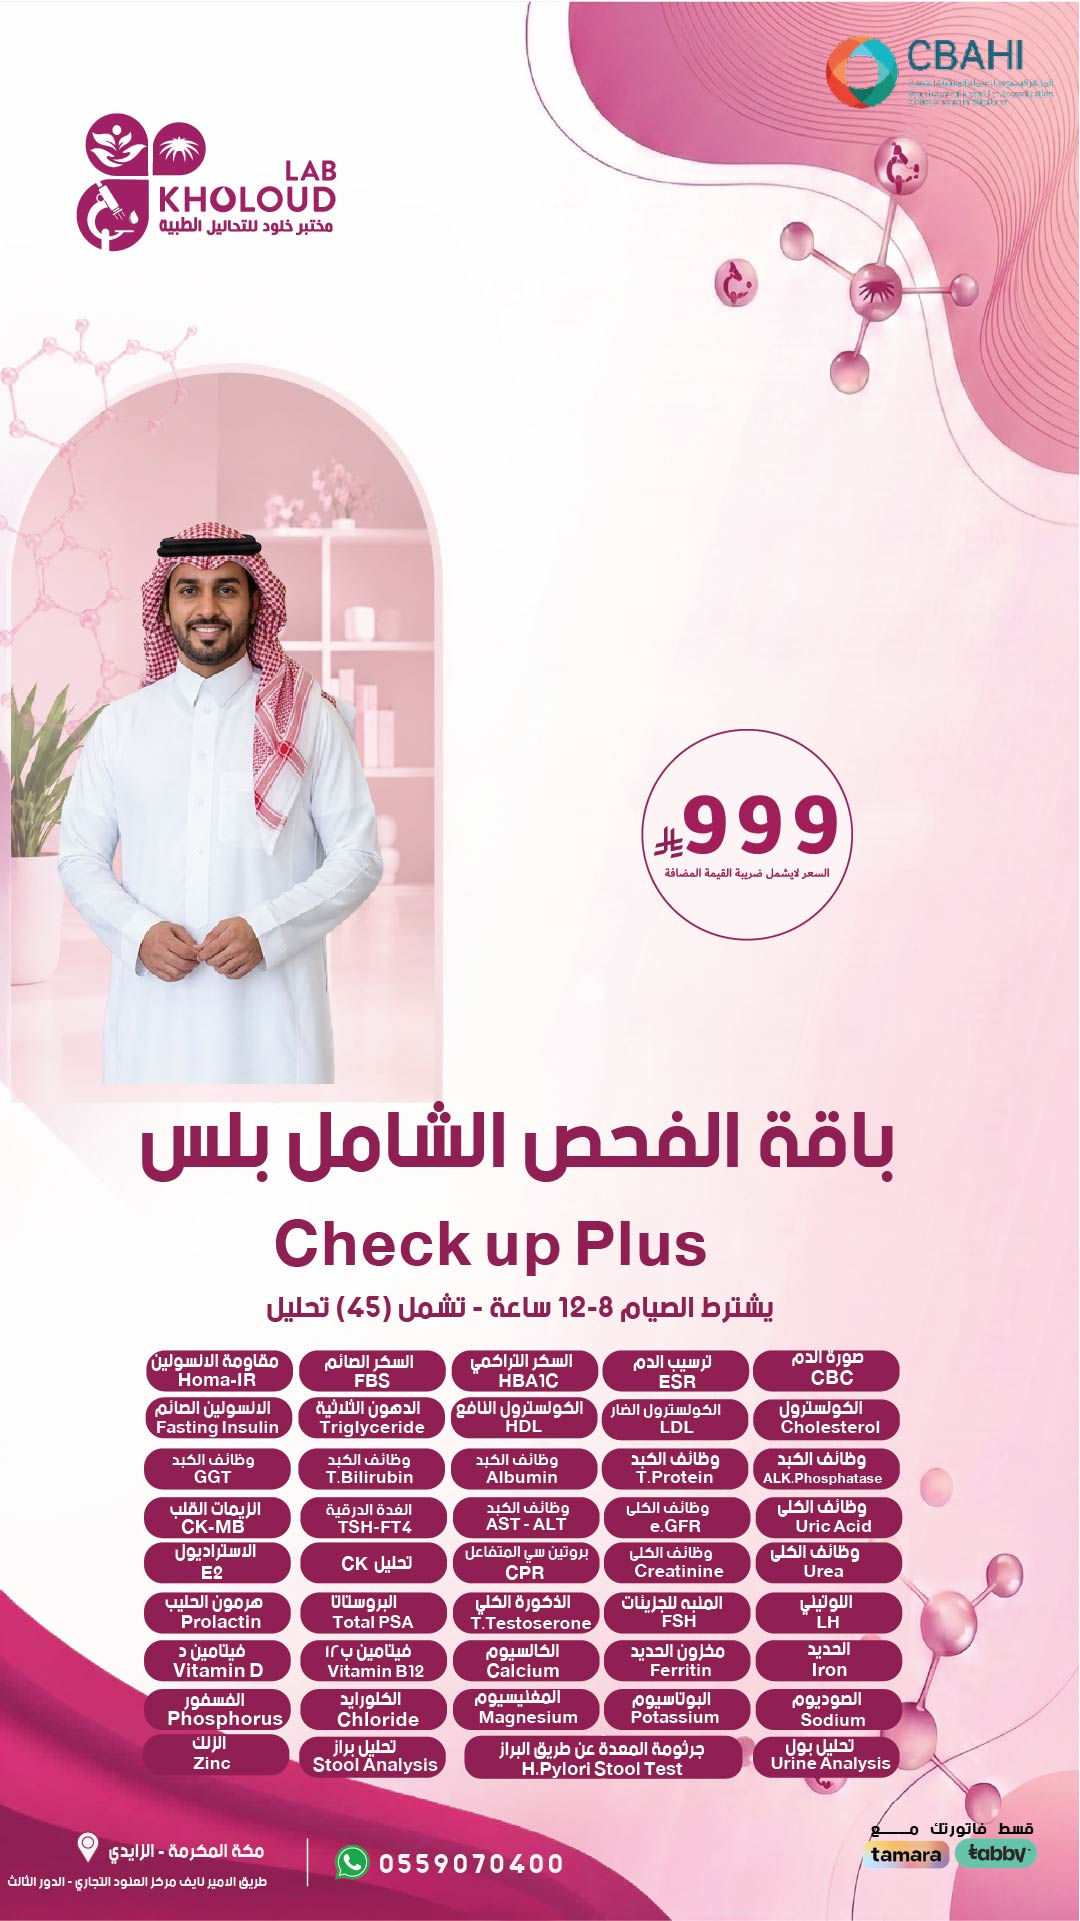 CBAHI
LAB
KHOLOUD
مختبر خلود للتحاليل الطبية
999
السعر لايشمل ضريبة القيمة المضافة
باقة الفحص الشامل بلس
Check up Plus
يشترط الصيام 8-12 ساعة - تشمل (45) تحليل
صورة الدم
CBC
ترسيب الدم
ESR
السكر التراكمي
HBA1C
السكر الصائم
FBS
مقاومة الانسولين
Homa-IR
الكولسترول
Cholesterol
الكولسترول الضار
LDL
الكولسترول النافع
HDL
الدهون الثلاثية
Triglyceride
الانسولين الصائم
Fasting Insulin
وظائف الكبد
ALK.Phosphatase
وظائف الكبد
T.Protein
وظائف الكبد
Albumin
وظائف الكبد
T.Bilirubin
وظائف الكبد
GGT
وظائف الكلى
Uric Acid
وظائف الكلى
e.GFR
وظائف الكبد
AST - ALT
الغدة الدرقية
TSH-FT4
انزيمات القلب
CK-MB
وظائف الكلى
Urea
وظائف الكلى
Creatinine
بروتين سي المتفاعل
CPR
تحليل CK
الاستراديول
E2
اللوتيني
LH
المنبه للجزيئات
FSH
الذكورة الكلي
T.Testoserone
البروستاتا
Total PSA
هرمون الحليب
Prolactin
الحديد
Iron
مخزون الحديد
Ferritin
الكالسيوم
Calcium
فيتامين ب١٢
Vitamin B12
فيتامين د
Vitamin D
الصوديوم
Sodium
البوتاسيوم
Potassium
المغنيسيوم
Magnesium
الكلورايد
Chloride
الفسفور
Phosphorus
تحليل بول
Urine Analysis
جرثومة المعدة عن طريق البراز
H.Pylori Stool Test
تحليل براز
Stool Analysis
الزنك
Zinc
قسط فاتورتك مـــع
tamara tabby
0559070400
مكة المكرمة - الزايدي
طريق الامير نايف مركز العنود التجاري - الدور الثالث